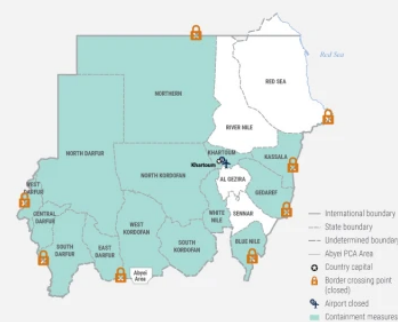 Red Sea
NORTHERN
RED SEA
RIVER NILE
NORTH DARFUR
KHARTOUM
Khartoum
KASSALA
NORTH KORDOFAN
AL GEZIRA
GEDAREF
WEST
DARFUR
CENTRAL
DARFUR
WHITE
NILE
SENNAR
WEST
KORDOFAN
SOUTH
DARFUR
EAST
DARFUR
SOUTH
KORDOFAN
BLUE NILE
Abyei
Area
International boundary
State boundary
Undetermined boundary
Abyei PCA Area
Country capital
Border crossing point
(closed)
Airport closed
Containment measures